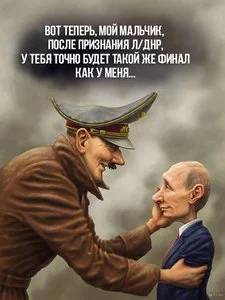 ВОТ ТЕПЕРЬ, МОЙ МАЛЬЧИК,
ПОСЛЕ ПРИЗНАНИЯ Л/ДНР,
У ТЕБЯ ТОЧНО БУДЕТ ТАКОЙ ЖЕ ФИНАЛ
КАК У МЕНЯ...